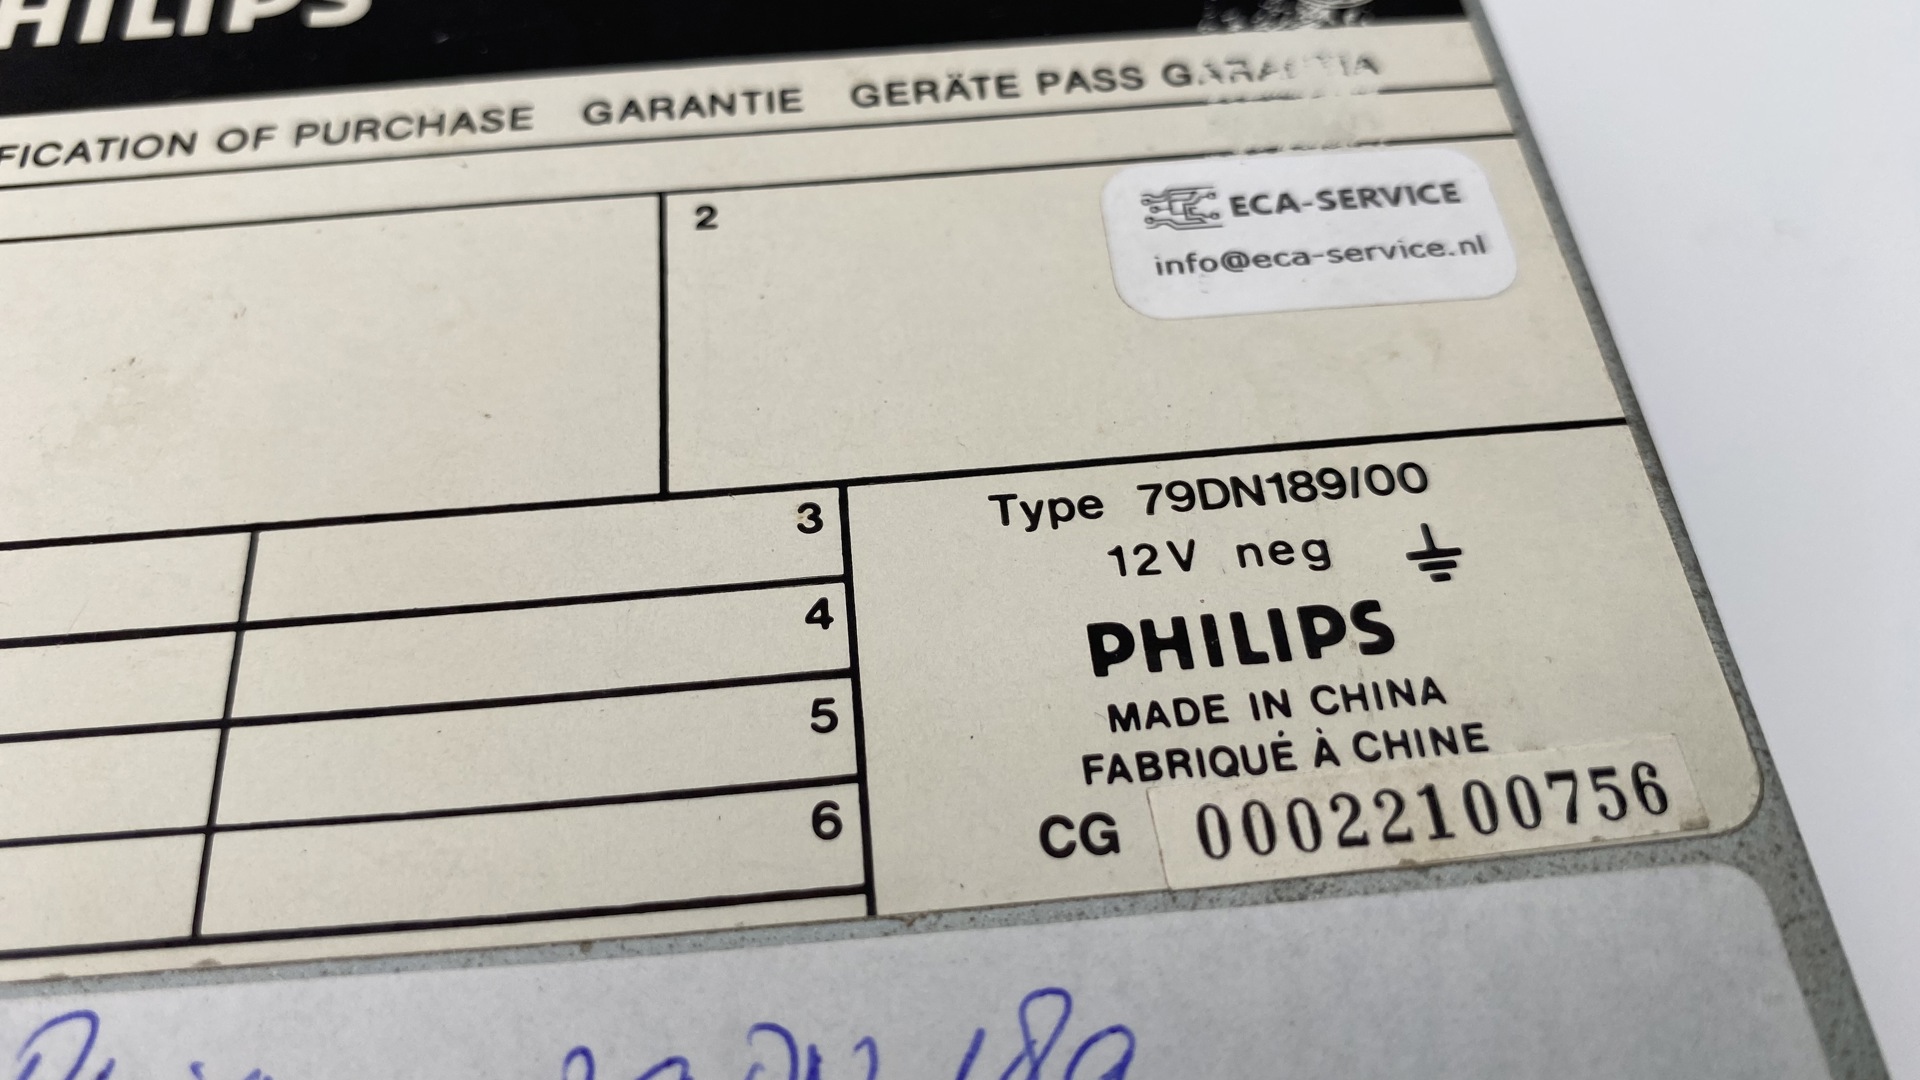 PHILIPS
FICATION OF PURCHASE GARANTIE GERÄTE PASS GARANTIA
2
ECA-SERVICE
info@eca-service.nl
3
4
5
6
Type 79DN189/00
12V neg
PHILIPS
MADE IN CHINA
FABRIQUÉ À CHINE
CG 00022100756